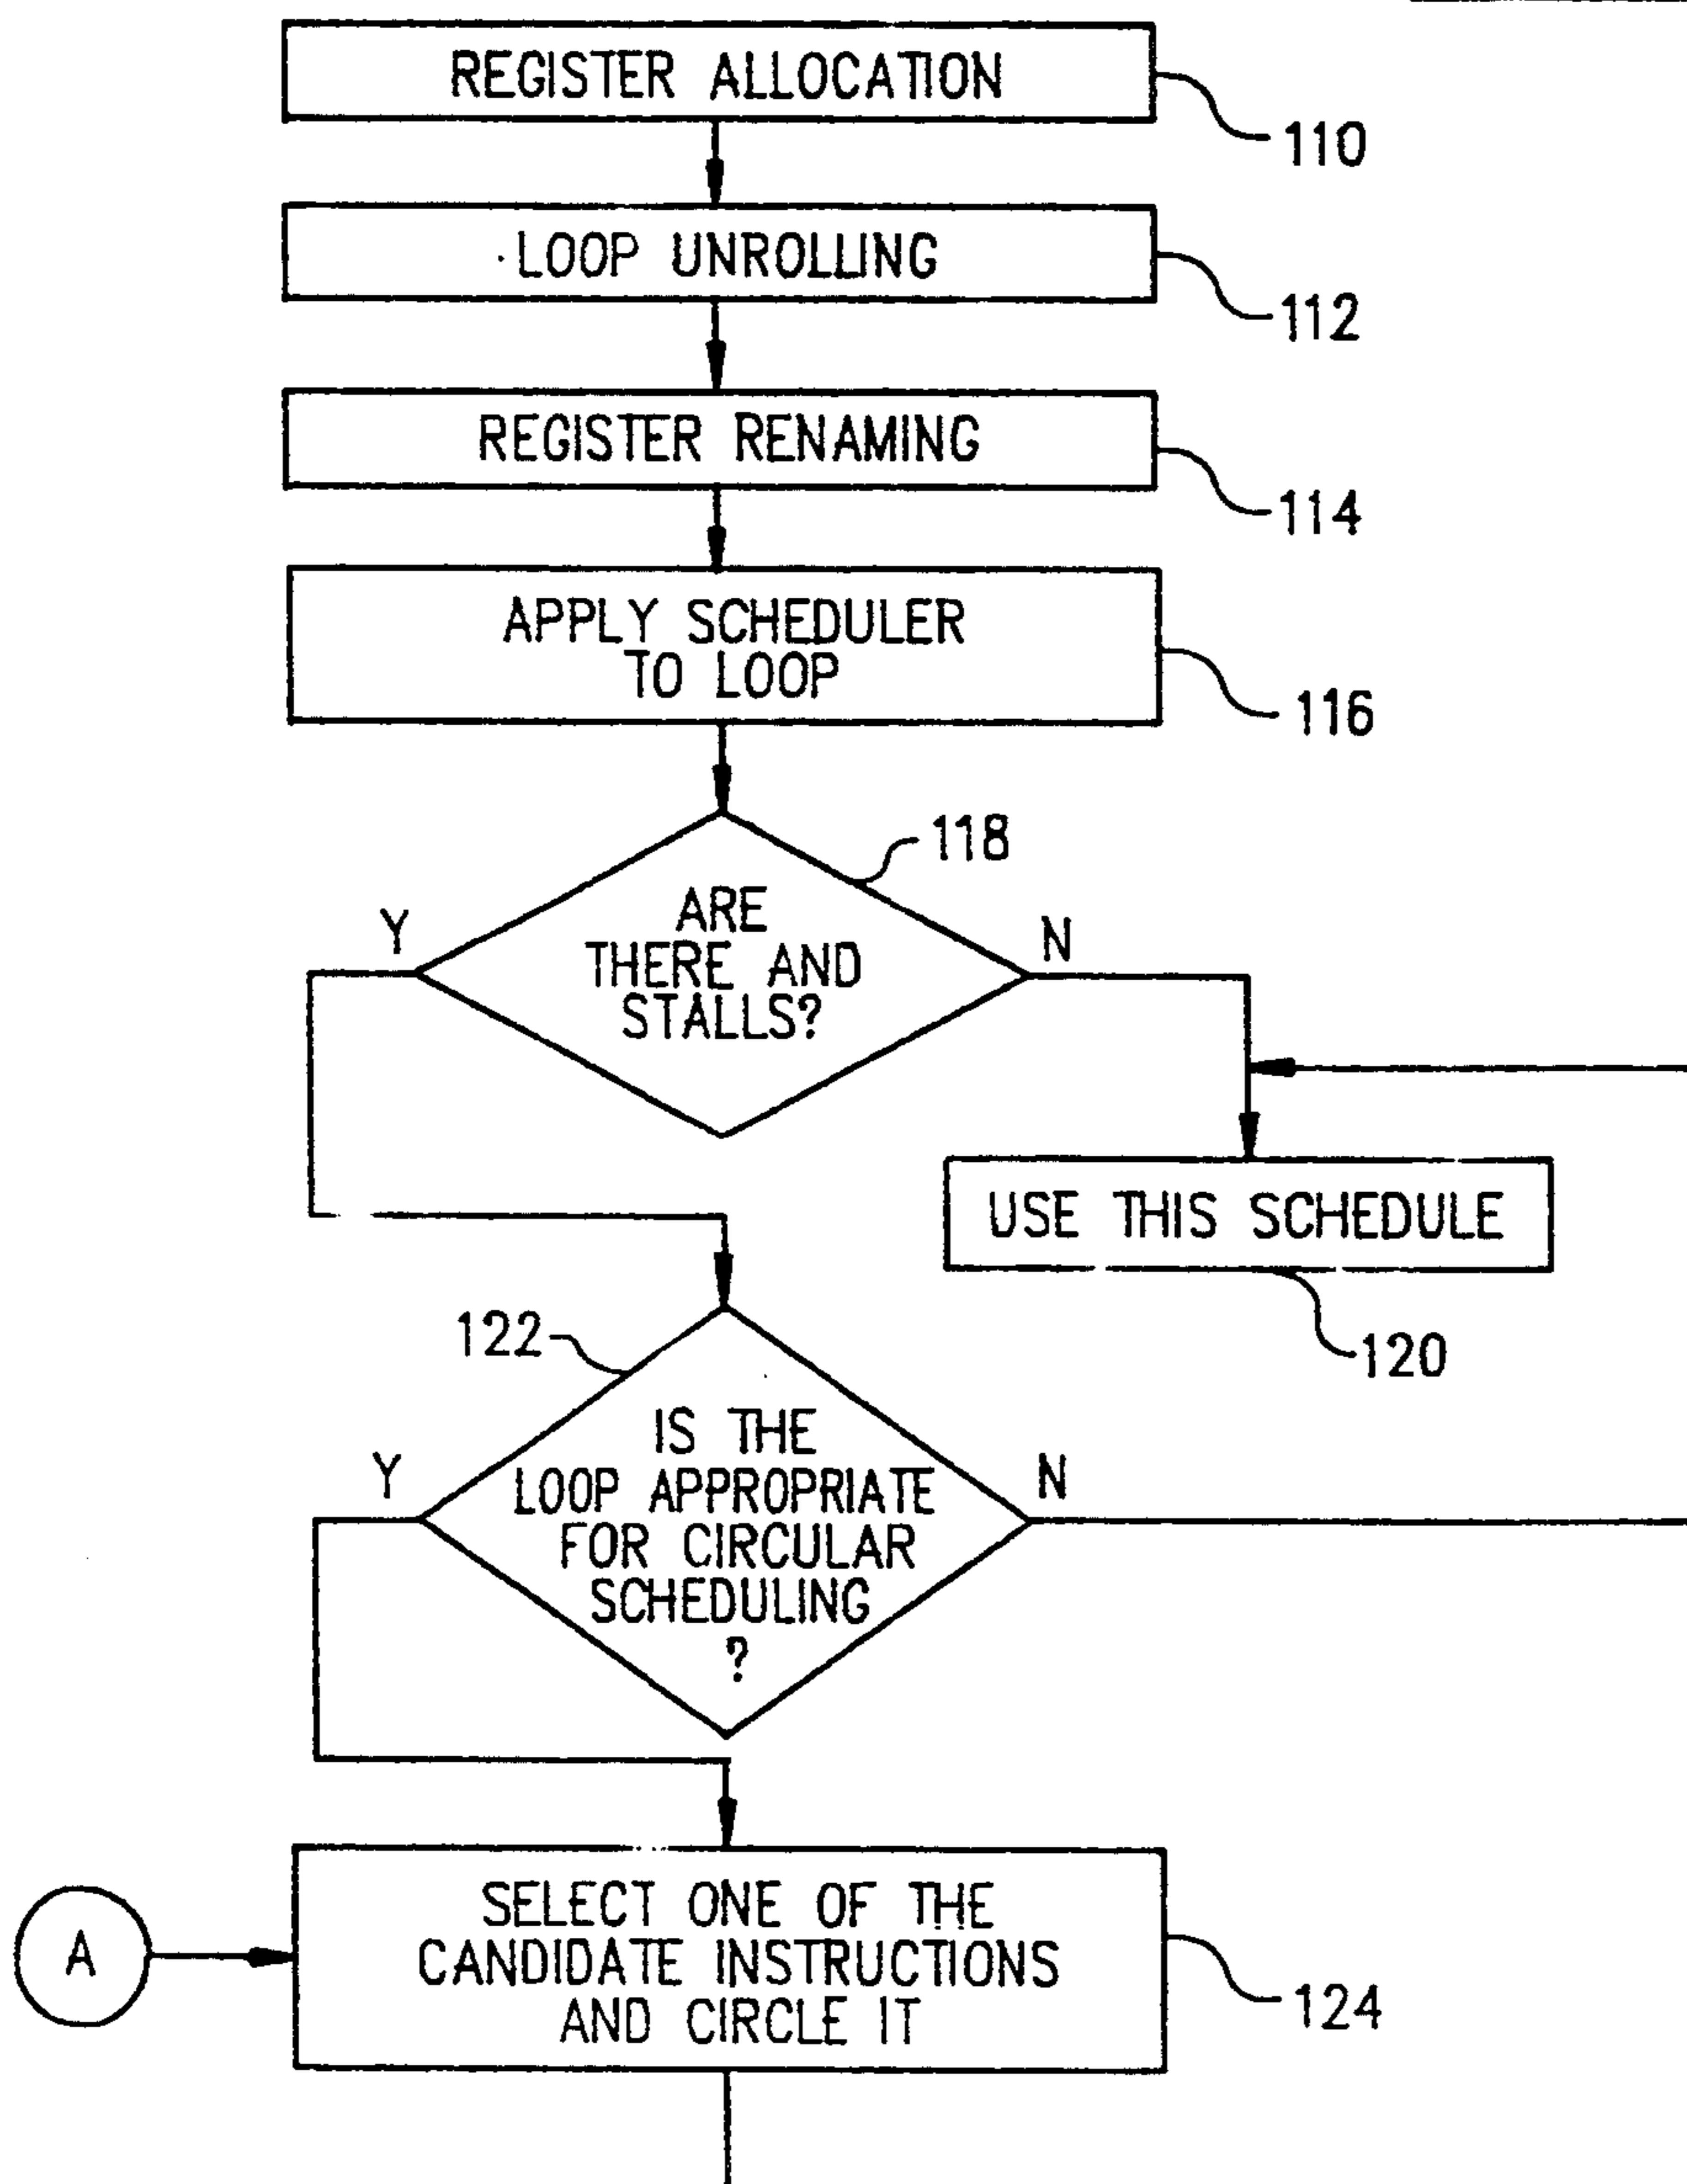 REGISTER ALLOCATION
110
LOOP UNROLLING
112
REGISTER RENAMING
114
APPLY SCHEDULER
TO LOOP
116
118
ARE
THERE AND
STALLS?
Y
N
USE THIS SCHEDULE
120
122
IS THE
LOOP APPROPRIATE
FOR CIRCULAR
SCHEDULING
?
Y
N
A
SELECT ONE OF THE
CANDIDATE INSTRUCTIONS
AND CIRCLE IT
124